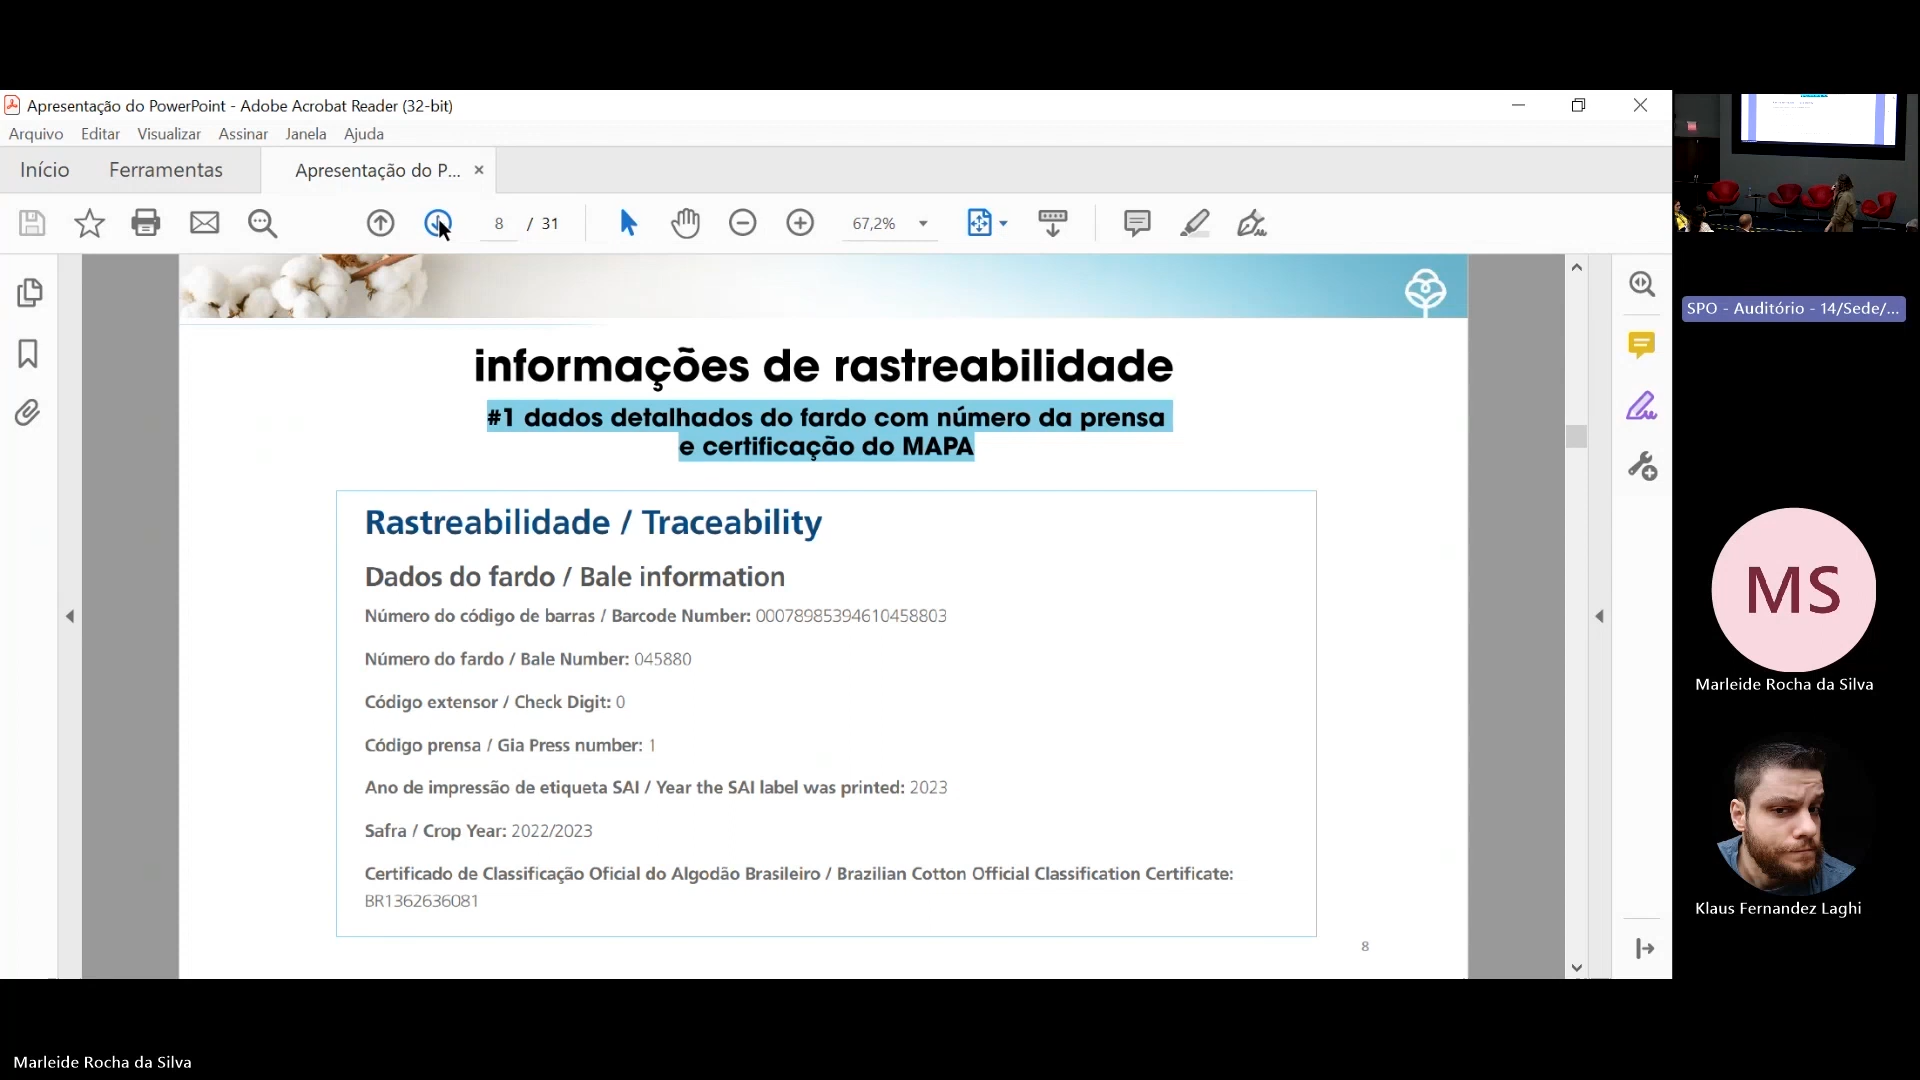 Apresentação do PowerPoint - Adobe Acrobat Reader (32-bit)
Arquivo Editar Visualizar Assinar Janela Ajuda
Início Ferramentas Apresentação do P... ×
8 / 31 67,2%
informações de rastreabilidade
#1 dados detalhados do fardo com número da prensa
e certificação do MAPA
Rastreabilidade / Traceability
Dados do fardo / Bale information
Número do código de barras / Barcode Number: 00078985394610458803
Número do fardo / Bale Number: 045880
Código extensor / Check Digit: 0
Código prensa / Gia Press number: 1
Ano de impressão de etiqueta SAI / Year the SAI label was printed: 2023
Safra / Crop Year: 2022/2023
Certificado de Classificação Oficial do Algodão Brasileiro / Brazilian Cotton Official Classification Certificate:
BR1362636081
8
SPO - Auditório - 14/Sede/...
MS
Marleide Rocha da Silva
Klaus Fernandez Laghi
Marleide Rocha da Silva